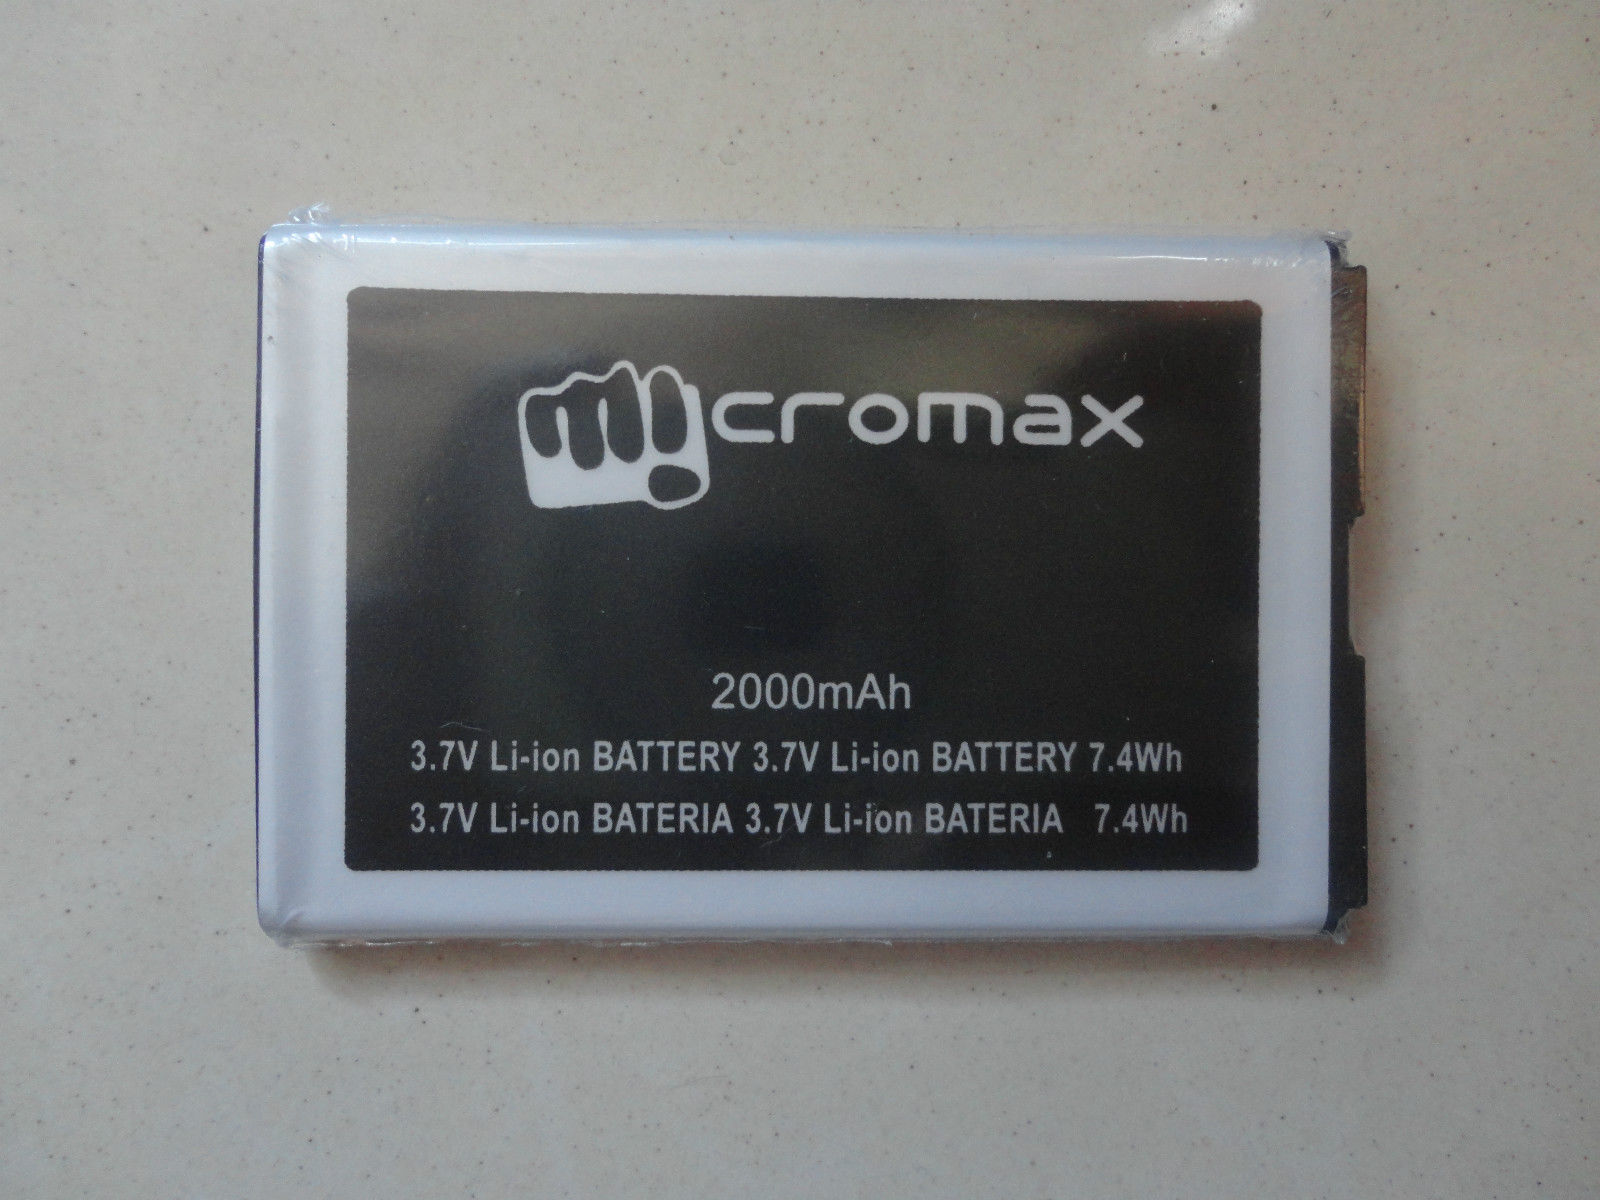 micromax
2000mAh
3.7V Li-ion BATTERY 3.7V Li-ion BATTERY 7.4Wh
3.7V Li-ion BATERIA 3.7V Li-ion BATERIA 7.4Wh